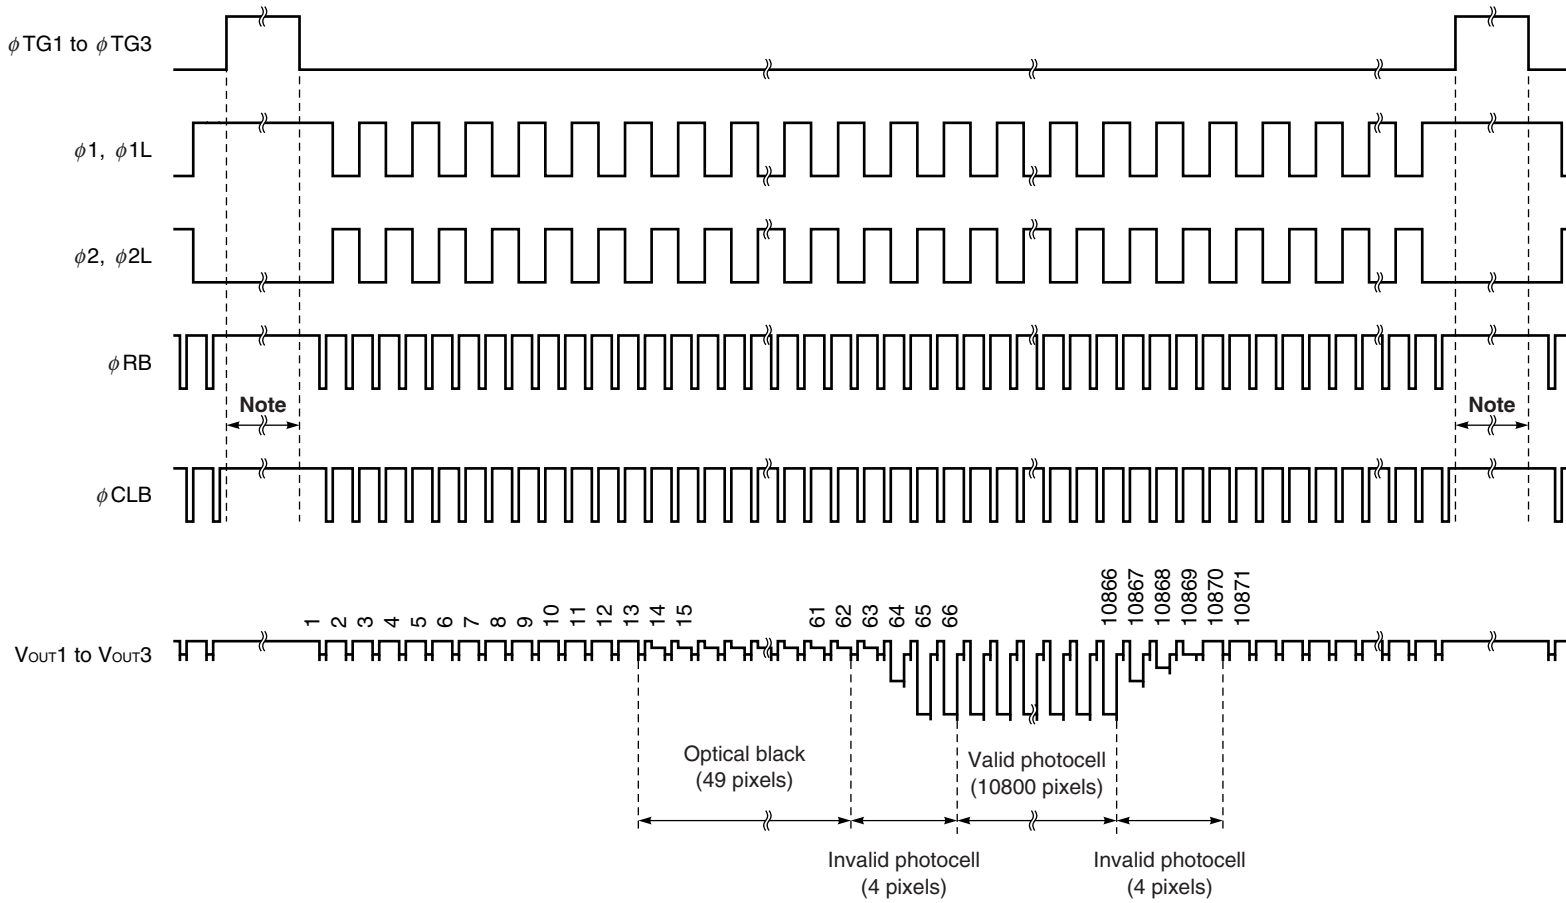 ϕTG1 to ϕTG3
ϕ1, ϕ1L
ϕ2, ϕ2L
ϕRB
Note
Note
ϕCLB
1 2 3 4 5 6 7 8 9 10 11 12 13 14 15 61 62 63 64 65 66 10866 10867 10868 10869 10870 10871
VOUT1 to VOUT3
Optical black
(49 pixels)
Valid photocell
(10800 pixels)
Invalid photocell
(4 pixels)
Invalid photocell
(4 pixels)